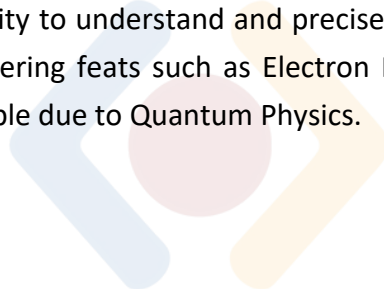 ity to understand and precise
ering feats such as Electron
ble due to Quantum Physics.